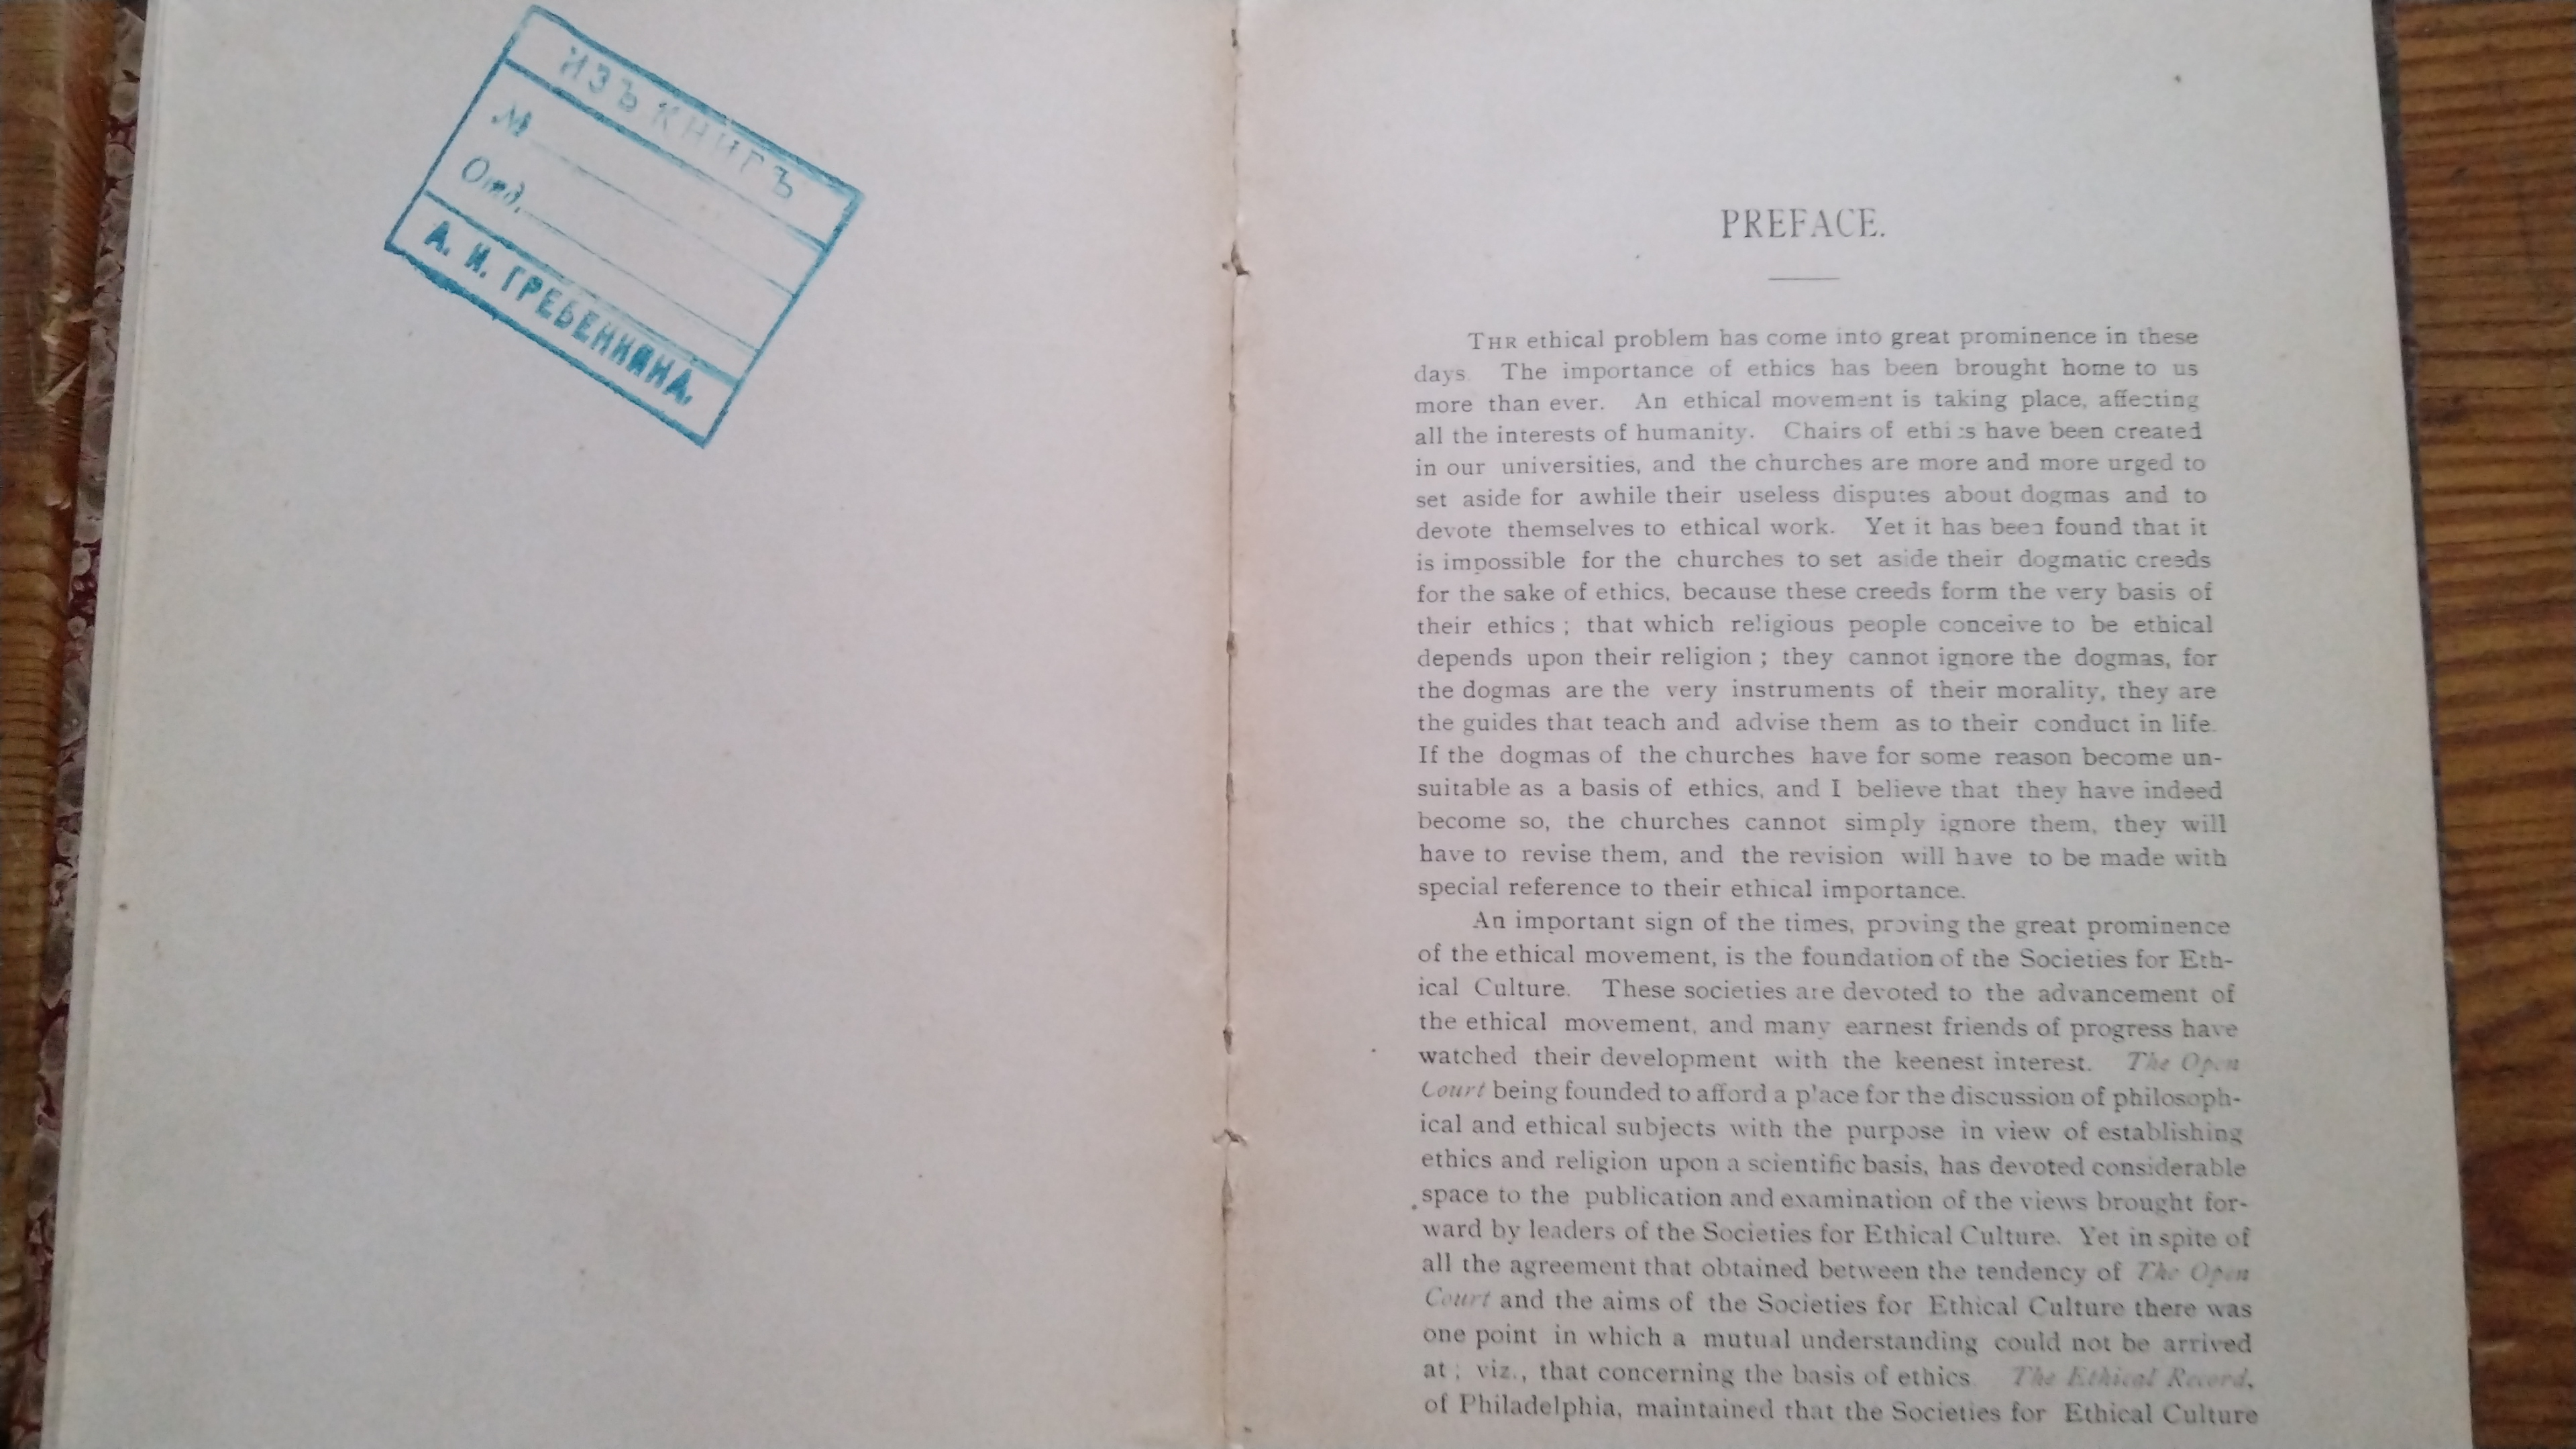 ИЗЪ КНИГЪ
№
Отд.
А. И. ГРЕБЕНКИНА.
PREFACE.
THR ethical problem has come into great prominence in these
days. The importance of ethics has been brought home to us
more than ever. An ethical movement is taking place, affecting
all the interests of humanity. Chairs of ethics have been created
in our universities, and the churches are more and more urged to
set aside for awhile their useless disputes about dogmas and to
devote themselves to ethical work. Yet it has been found that it
is impossible for the churches to set aside their dogmatic creeds
for the sake of ethics, because these creeds form the very basis of
their ethics ; that which religious people conceive to be ethical
depends upon their religion ; they cannot ignore the dogmas, for
the dogmas are the very instruments of their morality, they are
the guides that teach and advise them as to their conduct in life.
If the dogmas of the churches have for some reason become un-
suitable as a basis of ethics, and I believe that they have indeed
become so, the churches cannot simply ignore them, they will
have to revise them, and the revision will have to be made with
special reference to their ethical importance.
An important sign of the times, proving the great prominence
of the ethical movement, is the foundation of the Societies for Eth-
ical Culture. These societies are devoted to the advancement of
the ethical movement, and many earnest friends of progress have
watched their development with the keenest interest. The Open
Court being founded to afford a place for the discussion of philosoph-
ical and ethical subjects with the purpose in view of establishing
ethics and religion upon a scientific basis, has devoted considerable
space to the publication and examination of the views brought for-
ward by leaders of the Societies for Ethical Culture. Yet in spite of
all the agreement that obtained between the tendency of The Open
Court and the aims of the Societies for Ethical Culture there was
one point in which a mutual understanding could not be arrived
at ; viz., that concerning the basis of ethics. The Ethical Record,
of Philadelphia, maintained that the Societies for Ethical Culture